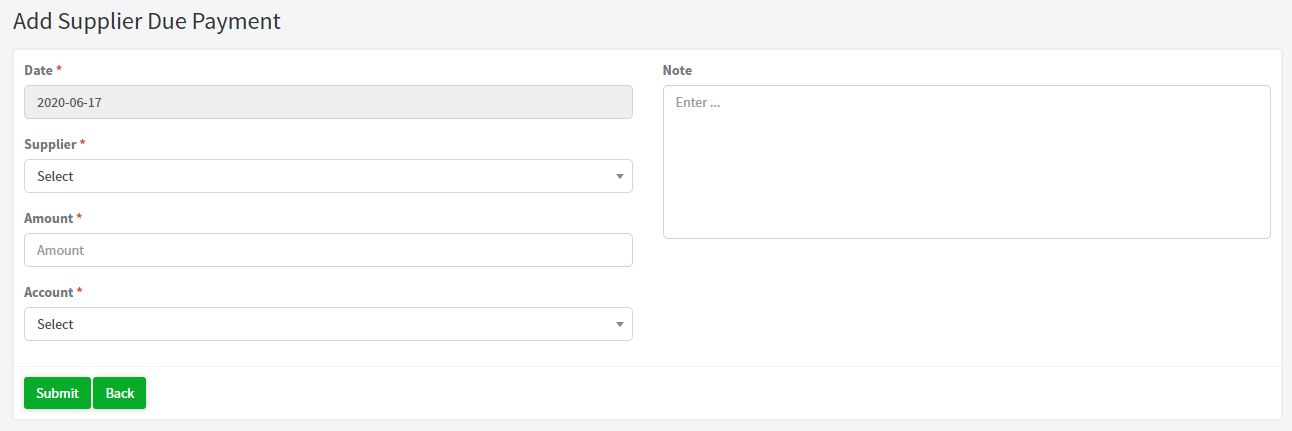 Add Supplier Due Payment
Date *
2020-06-17
Supplier *
Select
Amount *
Amount
Account *
Select
Note
Enter ...
Submit
Back